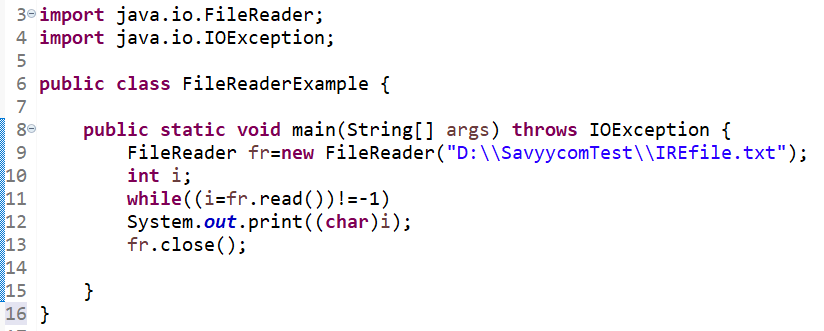 3 import java.io.FileReader;
4 import java.io.IOException;
5
6 public class FileReaderExample {
7
8     public static void main(String[] args) throws IOException {
9         FileReader fr=new FileReader("D:\\SavyycomTest\\IREfile.txt");
10         int i;
11         while((i=fr.read())!=-1)
12         System.out.print((char)i);
13         fr.close();
14
15     }
16 }